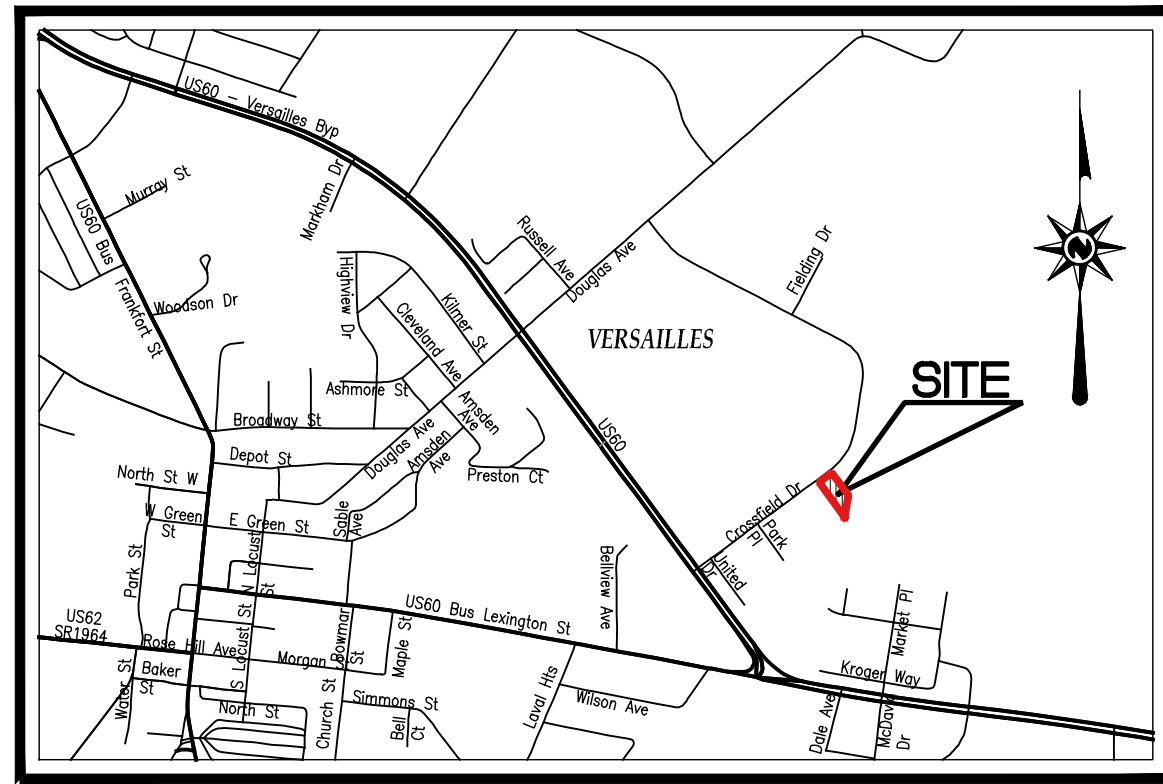 US60 - Versailles Byp
Murray St
Markham Dr
US60 Bus
Frankfort St
Woodson Dr
Highview Dr
Kilmer St
Cleveland Ave
Russell Ave
Douglas Ave
Fielding Dr
VERSAILLES
N
SITE
Ashmore St
Amsden
Ave
Broadway St
Douglas Ave
Amsden
Ave
US60
Depot St
Preston Ct
North St W
W Green
St
E Green St
Sable
Ave
Crossfield Dr
Park
Pl
United
Dr
Park St
N Locust
St
Bellview Ave
US60 Bus Lexington St
Market Pl
US62
SR1964
Rose Hill Ave
S Locust St
Morgan
Bowman
St
Maple St
Kroger Way
Baker
St
Water St
North St
Church St
Simmons St
Bell
Ct
Laval Hts
Wilson Ave
Dale Ave
McDavid
Dr